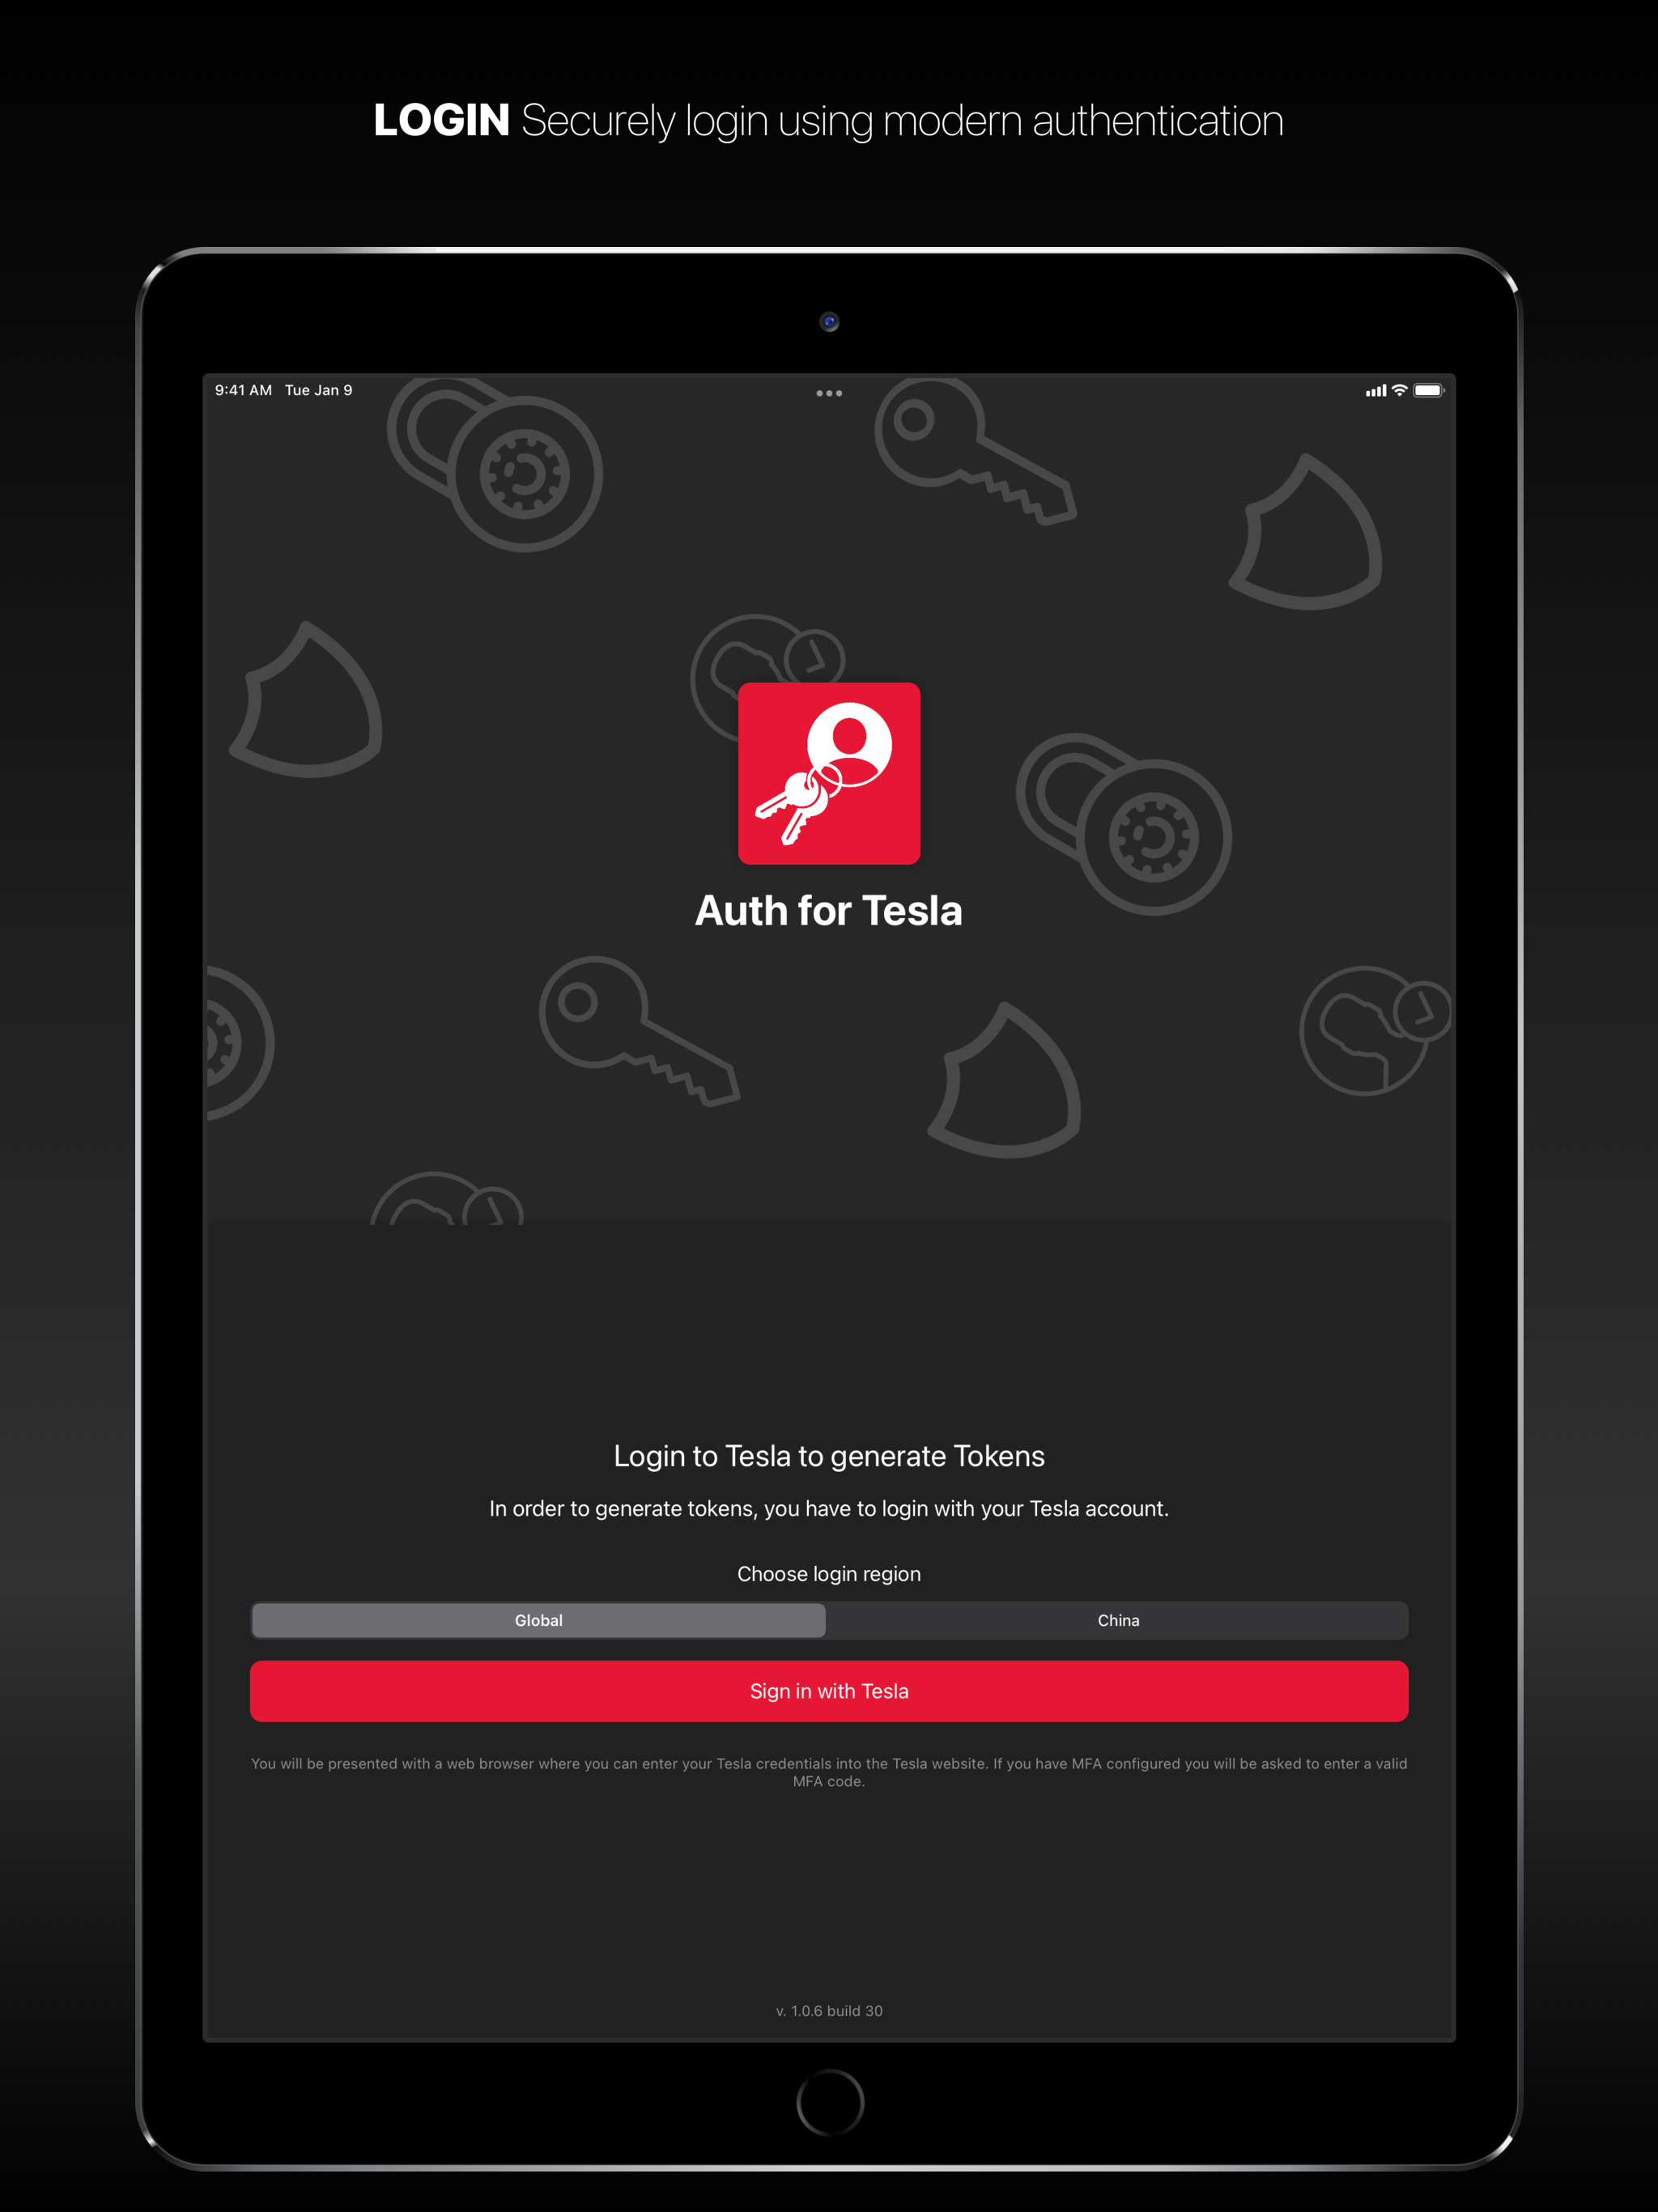 LOGIN Securely login using modern authentication
9:41 AM Tue Jan 9
Auth for Tesla
Login to Tesla to generate Tokens
In order to generate tokens, you have to login with your Tesla account.
Choose login region
Global China
Sign in with Tesla
You will be presented with a web browser where you can enter your Tesla credentials into the Tesla website. If you have MFA configured you will be asked to enter a valid
MFA code.
v. 1.0.6 build 30